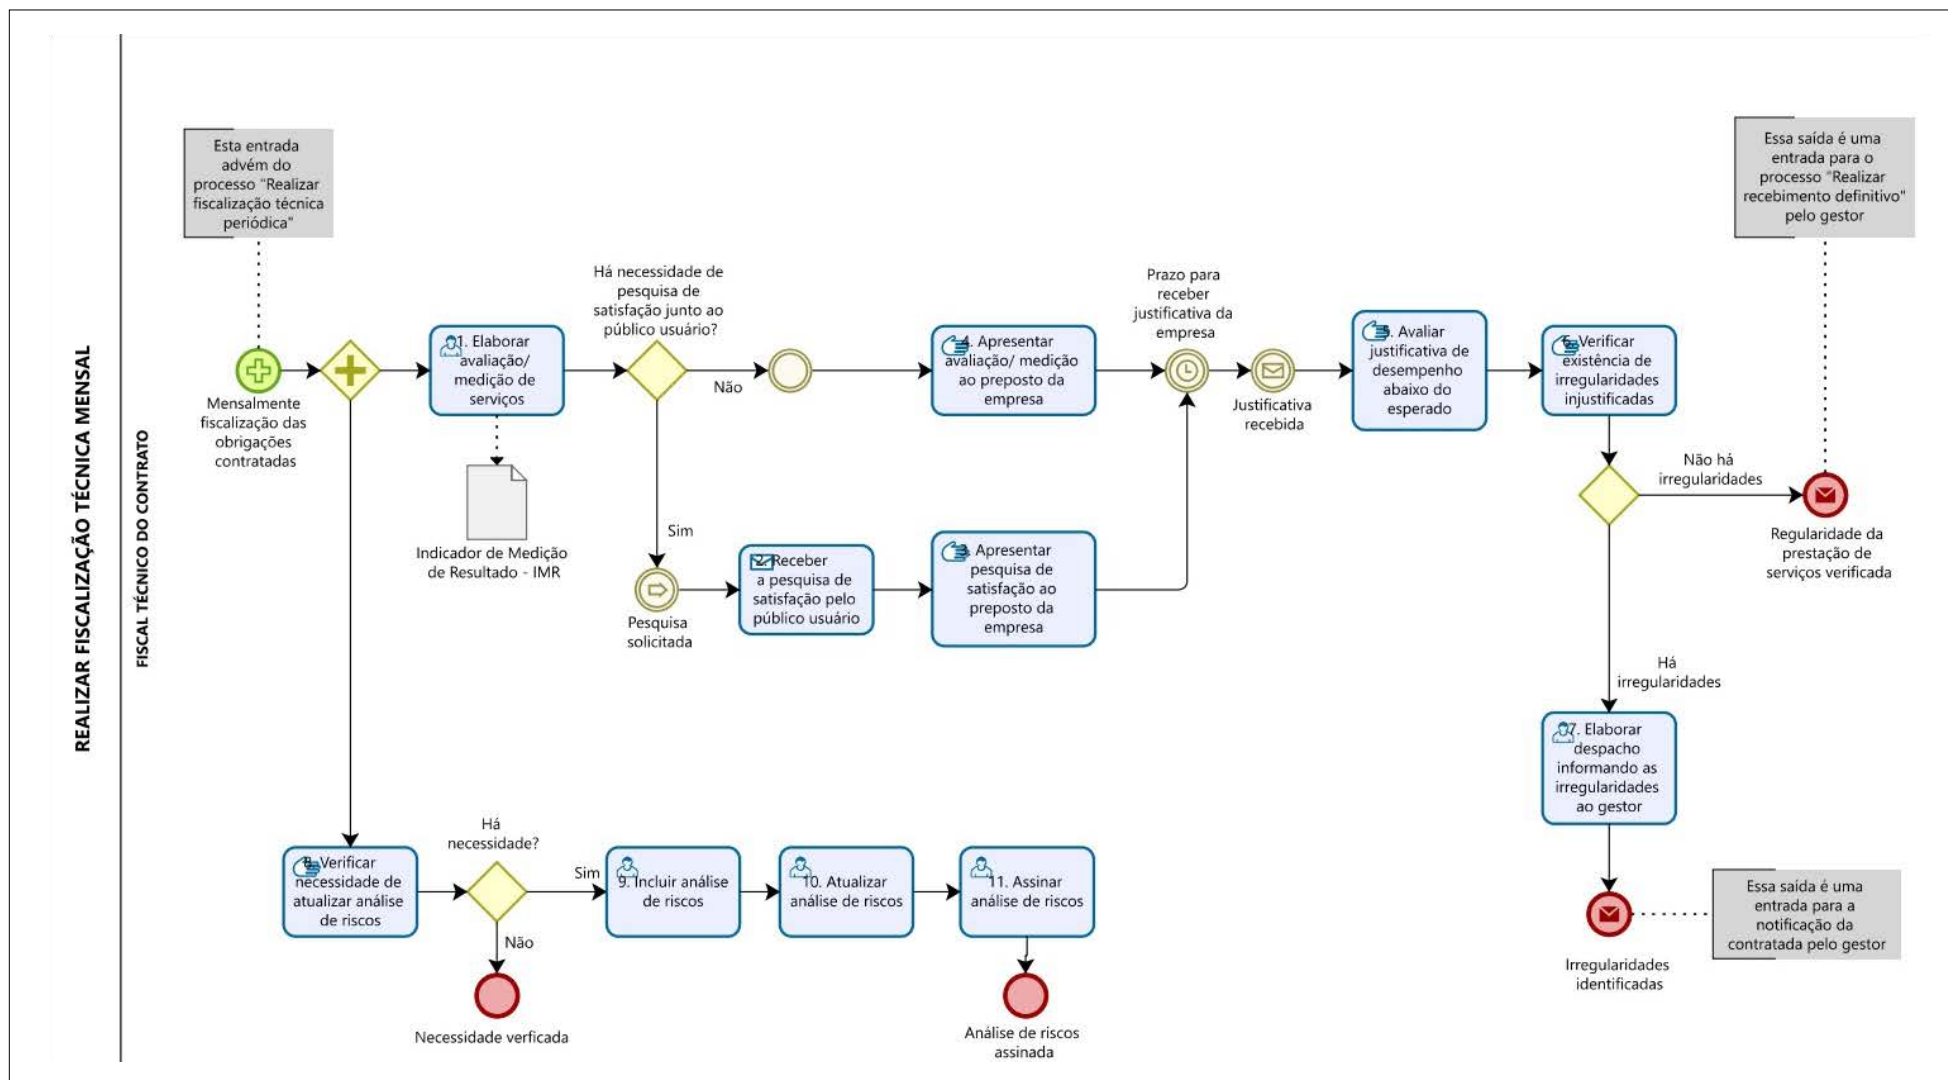 REALIZAR FISCALIZAÇÃO TÉCNICA MENSAL
FISCAL TÉCNICO DO CONTRATO
Esta entrada
advém do
processo "Realizar
fiscalização técnica
periódica"
Mensalmente
fiscalização das
obrigações
contratadas
1. Elaborar
avaliação/
medição de
serviços
Indicador de Medição
de Resultado - IMR
Há necessidade de
pesquisa de
satisfação junto ao
público usuário?
Não
Sim
Pesquisa
solicitada
2. Receber
a pesquisa de
satisfação pelo
público usuário
3. Apresentar
pesquisa de
satisfação ao
preposto da
empresa
4. Apresentar
avaliação/ medição
ao preposto da
empresa
Prazo para
receber
justificativa da
empresa
Justificativa
recebida
5. Avaliar
justificativa de
desempenho
abaixo do
esperado
6. Verificar
existência de
irregularidades
injustificadas
Não há
irregularidades
Essa saída é uma
entrada para o
processo "Realizar
recebimento definitivo"
pelo gestor
Regularidade da
prestação de
serviços verificada
Há
irregularidades
7. Elaborar
despacho
informando as
irregularidades
ao gestor
Irregularidades
identificadas
Essa saída é uma
entrada para a
notificação da
contratada pelo gestor
8. Verificar
necessidade de
atualizar análise
de riscos
Há
necessidade?
Sim
Não
Necessidade verficada
9. Incluir análise
de riscos
10. Atualizar
análise de riscos
11. Assinar
análise de riscos
Análise de riscos
assinada